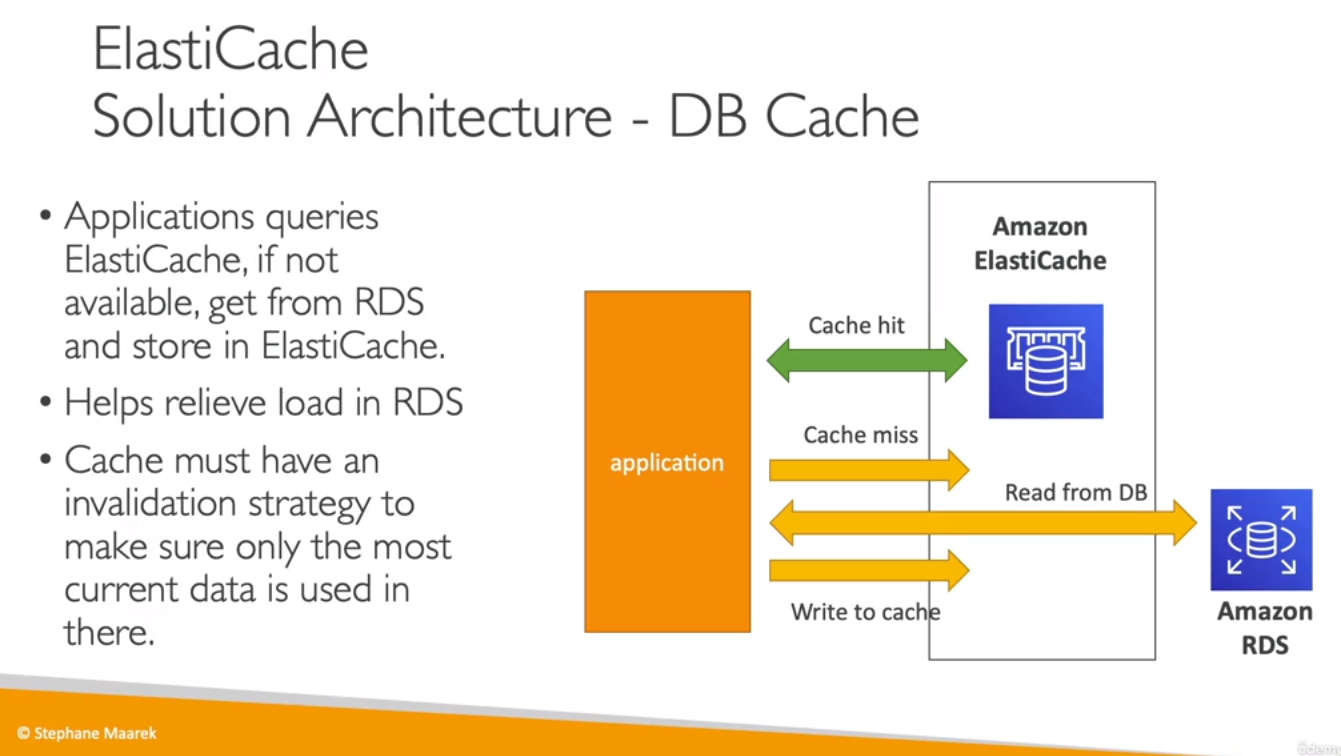 ElastiCache
Solution Architecture - DB Cache
• Applications queries
ElastiCache, if not
available, get from RDS
and store in ElastiCache.
• Helps relieve load in RDS
• Cache must have an
invalidation strategy to
make sure only the most
current data is used in
there.
Amazon
ElastiCache
Cache hit
application
Cache miss
Read from DB
Write to cache
Amazon
RDS
© Stephane Maarek